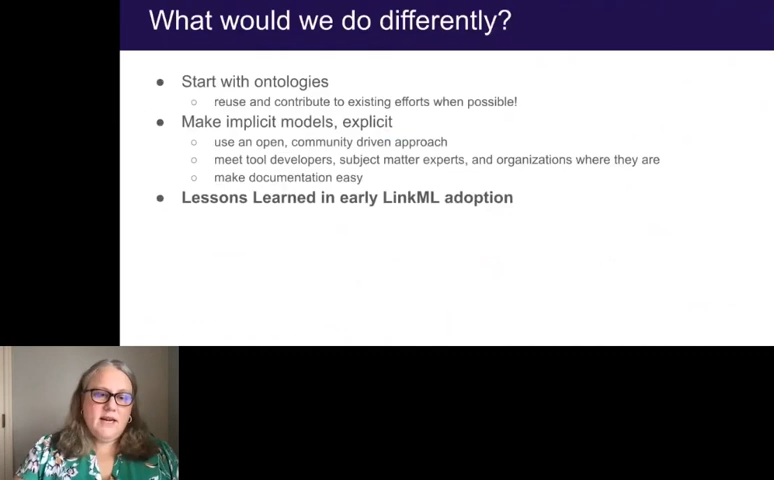 What would we do differently?
Start with ontologies
reuse and contribute to existing efforts when possible!
Make implicit models, explicit
use an open, community driven approach
meet tool developers, subject matter experts, and organizations where they are
make documentation easy
Lessons Learned in early LinkML adoption